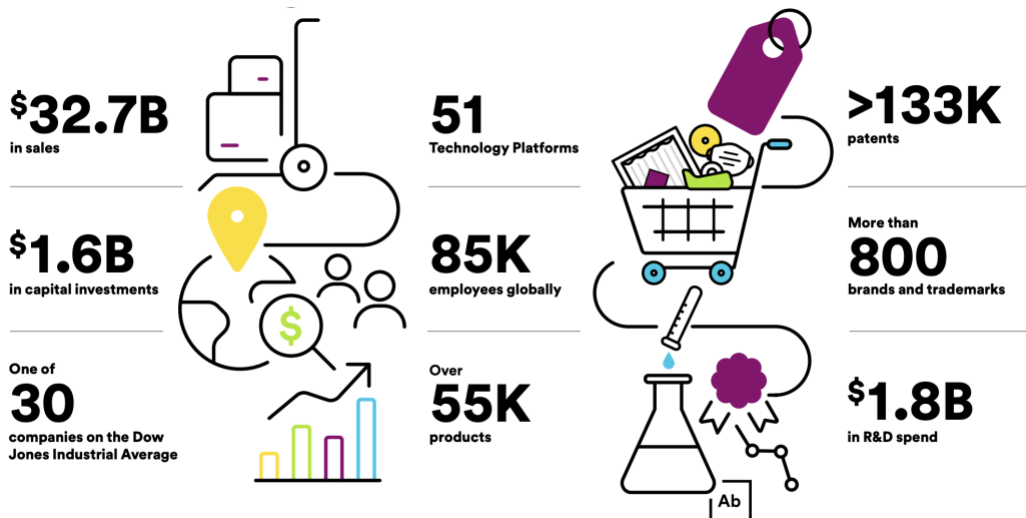 $32.7B
in sales
$1.6B
in capital investments
One of
30
companies on the Dow
Jones Industrial Average
$
51
Technology Platforms
85K
employees globally
Over
55K
products
Ab
>133K
patents
More than
800
brands and trademarks
$1.8B
in R&D spend